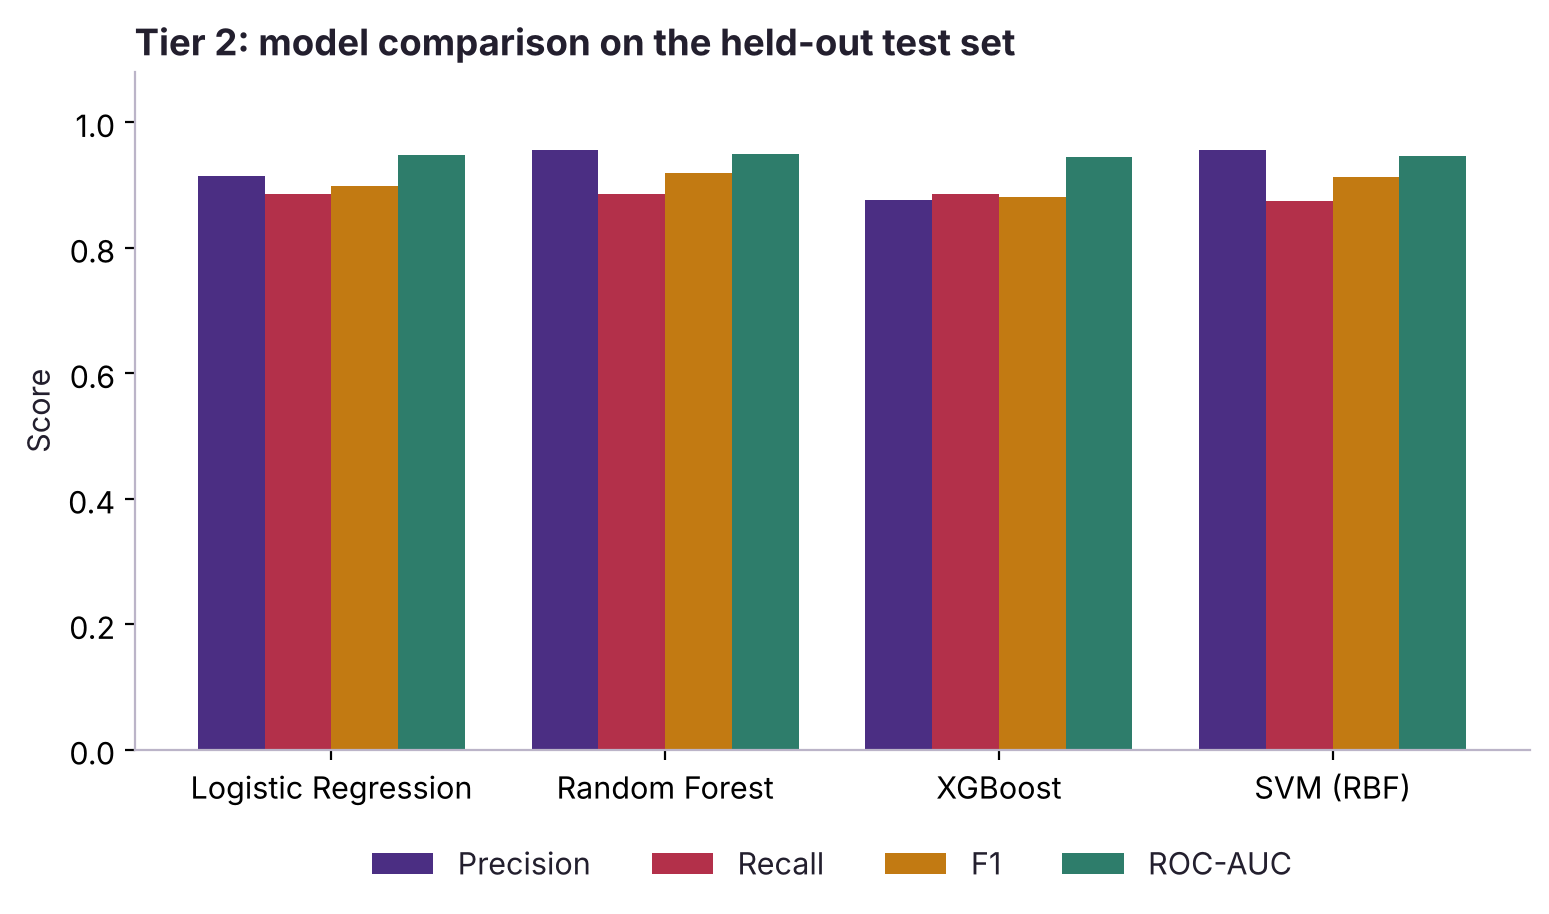 Tier 2: model comparison on the held-out test set
Score
1.0
0.8
0.6
0.4
0.2
0.0
Logistic Regression Random Forest XGBoost SVM (RBF)
Precision Recall F1 ROC-AUC